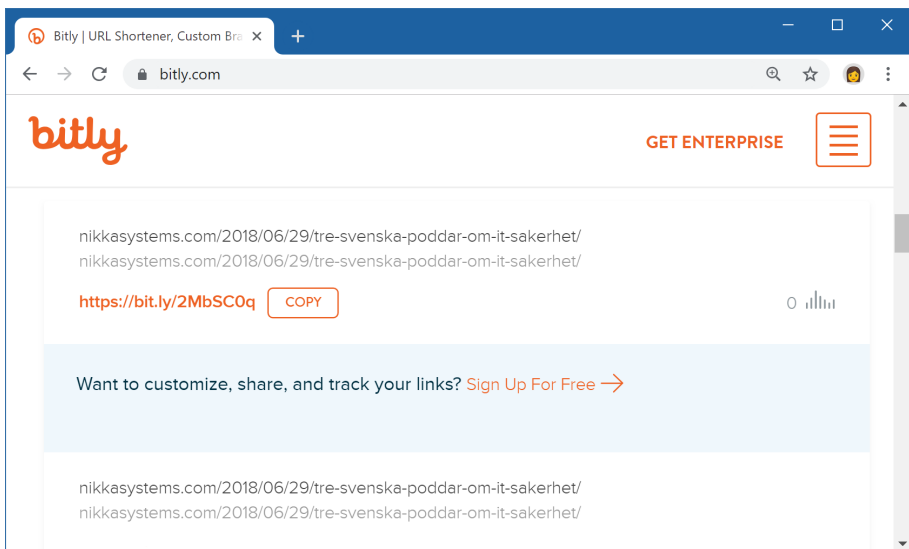 Bitly | URL Shortener, Custom Bra
bitly.com
bitly
GET ENTERPRISE
nikkasystems.com/2018/06/29/tre-svenska-poddar-om-it-sakerhet/
nikkasystems.com/2018/06/29/tre-svenska-poddar-om-it-sakerhet/
https://bit.ly/2MbSC0q COPY 0
Want to customize, share, and track your links? Sign Up For Free
nikkasystems.com/2018/06/29/tre-svenska-poddar-om-it-sakerhet/
nikkasystems.com/2018/06/29/tre-svenska-poddar-om-it-sakerhet/